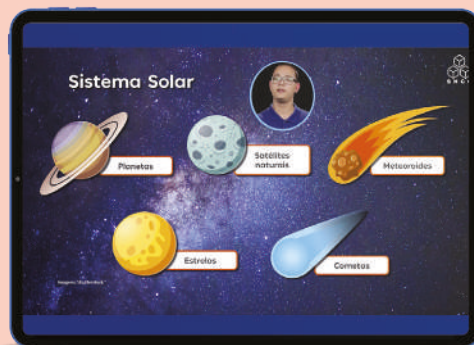 Sistema Solar
Planetas
Satélites
naturais
Meteoroides
Estrelas
Cometas